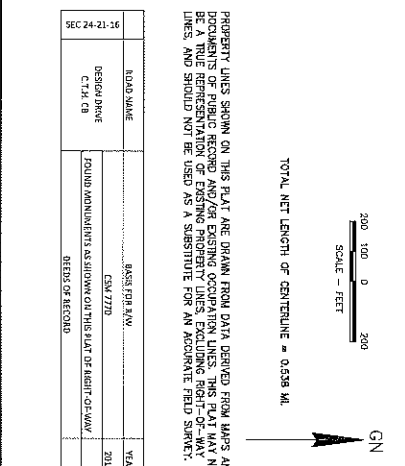 GN
200 100 0 200
SCALE – FEET
TOTAL NET LENGTH OF CENTERLINE = 0.538 MI.
PROPERTY LINES SHOWN ON THIS PLAT ARE DRAWN FROM DATA DERIVED FROM MAPS
DOCUMENTS OF PUBLIC RECORD AND/OR EXISTING OCCUPATION LINES. THIS PLAT MAY
BE A TRUE REPRESENTATION OF EXISTING PROPERTY LINES, EXCLUDING RIGHT-OF-WAY
LINES, AND SHOULD NOT BE USED AS A SUBSTITUTE FOR AN ACCURATE FIELD SURVEY.
ROAD NAME BASIS FOR R/W
SEC 24-21-16
DESIGN DRIVE CSM 7770
C.T.H. CB FOUND MONUMENTS AS SHOWN ON THIS PLAT OF RIGHT-OF-WAY
DEEDS OF RECORD